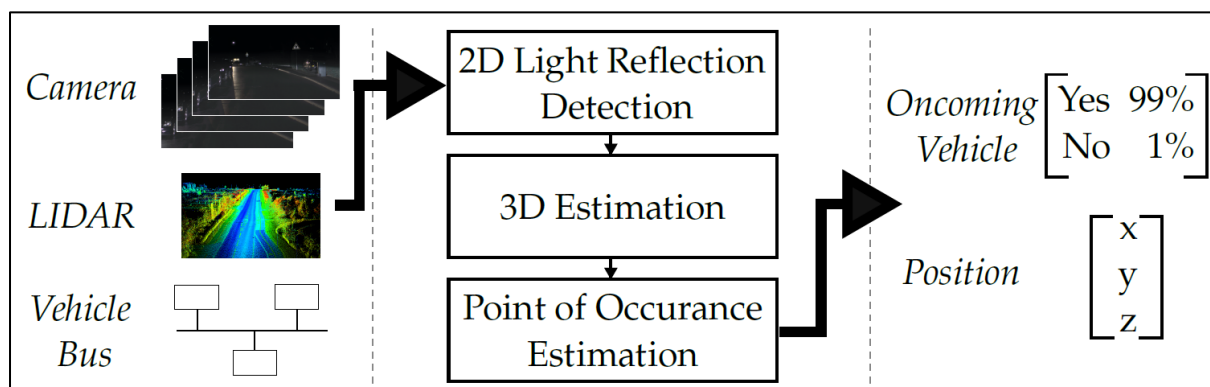 Camera
LIDAR
Vehicle
Bus
2D Light Reflection
Detection
3D Estimation
Point of Occurance
Estimation
Oncoming
Vehicle
Yes 99%
No 1%
Position
x
y
z